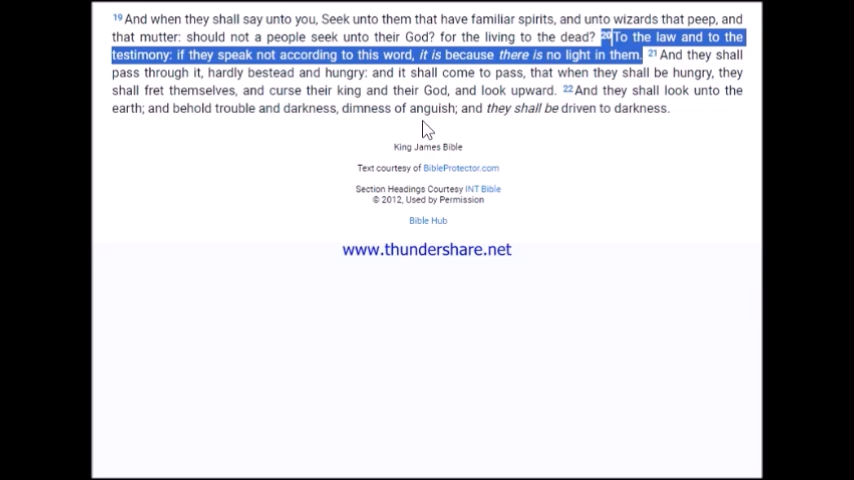 19 And when they shall say unto you, Seek unto them that have familiar spirits, and unto wizards that peep, and
that mutter: should not a people seek unto their God? for the living to the dead? 20 To the law and to the
testimony: if they speak not according to this word, it is because there is no light in them. 21 And they shall
pass through it, hardly bestead and hungry: and it shall come to pass, that when they shall be hungry, they
shall fret themselves, and curse their king and their God, and look upward. 22 And they shall look unto the
earth; and behold trouble and darkness, dimness of anguish; and they shall be driven to darkness.
King James Bible
Text courtesy of BibleProtector.com
Section Headings Courtesy INT Bible
© 2012, Used by Permission
Bible Hub
www.thundershare.net